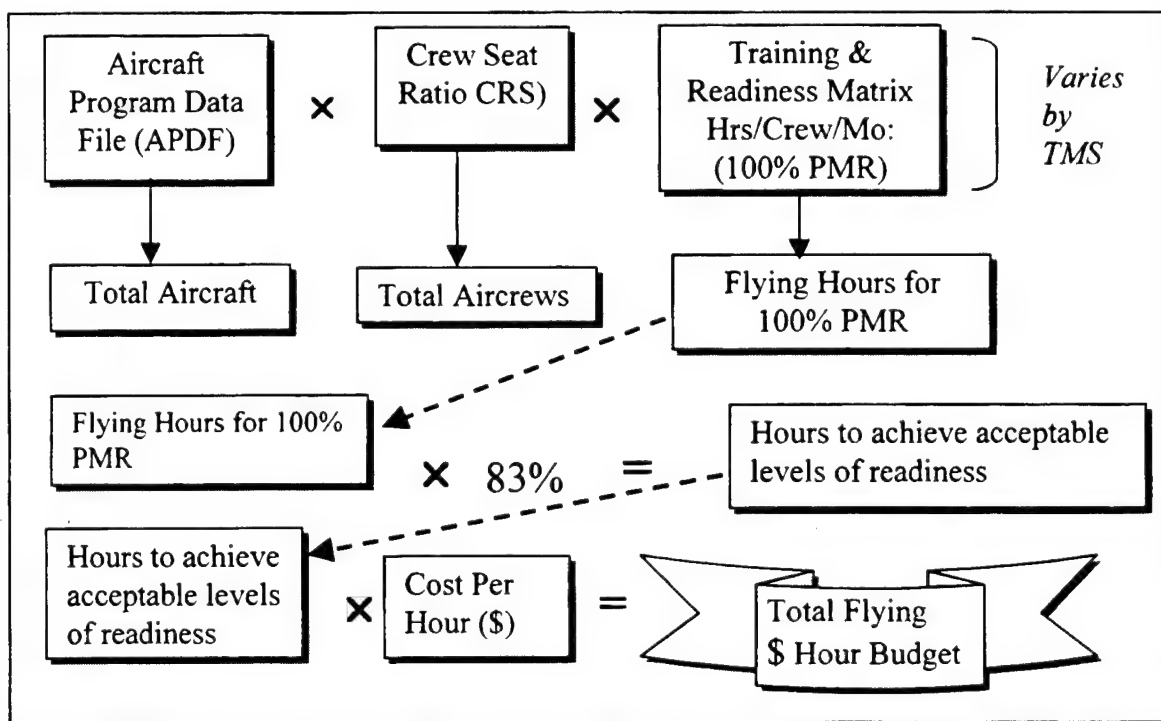 Aircraft
Program Data
File (APDF)
×
Crew Seat
Ratio CRS)
×
Training &
Readiness Matrix
Hrs/Crew/Mo:
(100% PMR)
Varies
by
TMS
Total Aircraft
Total Aircrews
Flying Hours for
100% PMR
Flying Hours for 100%
PMR
× 83% =
Hours to achieve acceptable
levels of readiness
Hours to achieve
acceptable levels
of readiness
×
Cost Per
Hour ($)
=
Total Flying
$ Hour Budget